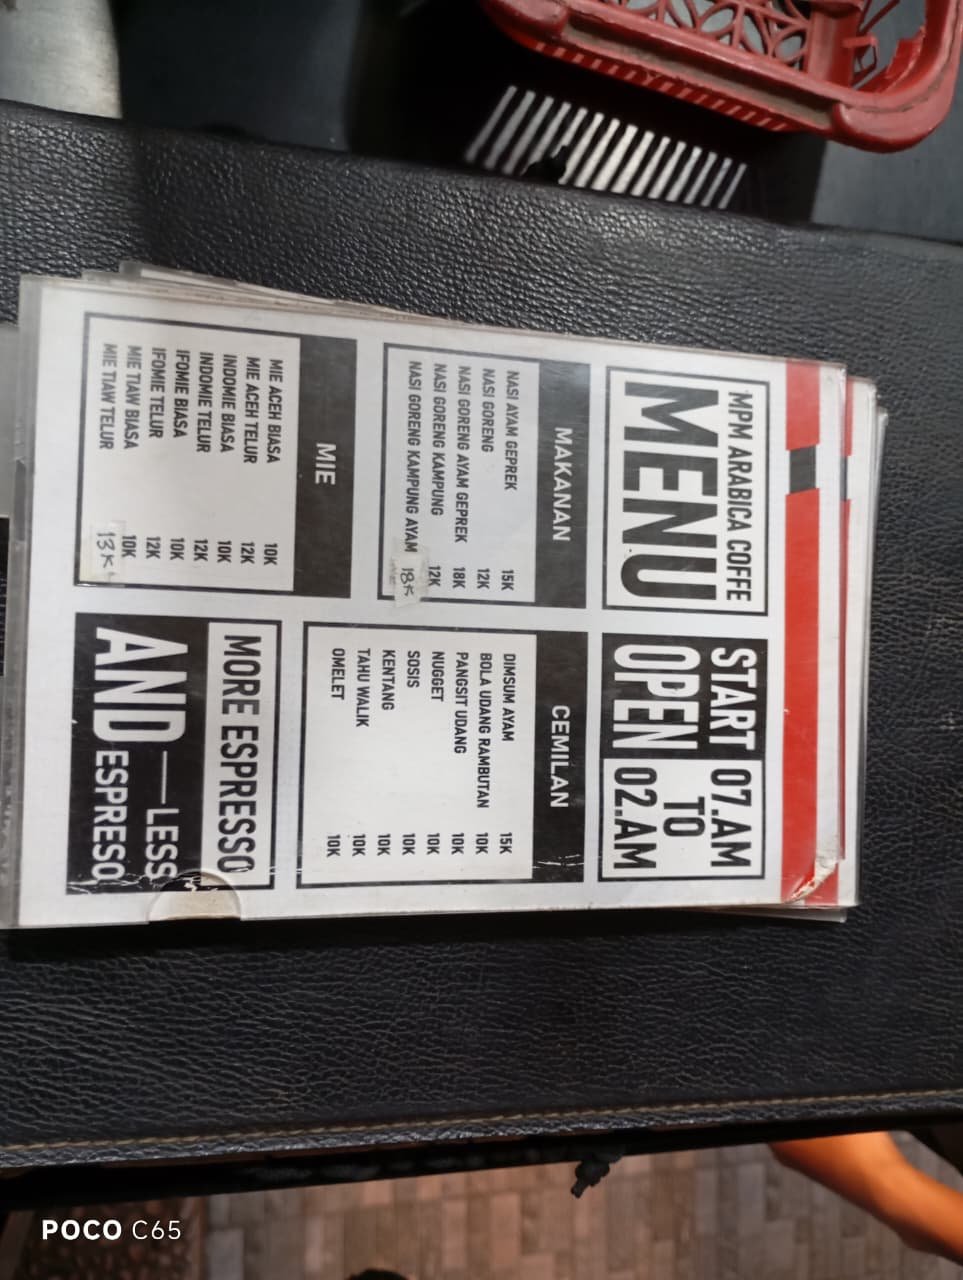 MPM ARABICA COFFE
MENU
START 07.AM
TO
OPEN 02.AM
MAKANAN
NASI AYAM GEPREK 15K
NASI GORENG 12K
NASI GORENG AYAM GEPREK 18K
NASI GORENG KAMPUNG 12K
NASI GORENG KAMPUNG AYAM 18K
CEMILAN
DIMSUM AYAM 15K
BOLA UDANG RAMBUTAN 10K
PANGSIT UDANG 10K
NUGGET 10K
SOSIS 10K
KENTANG 10K
TAHU WALIK 10K
OMELET 10K
MIE
MIE ACEH BIASA 10K
MIE ACEH TELUR 12K
INDOMIE BIASA 10K
INDOMIE TELUR 12K
IFOMIE BIASA 10K
IFOMIE TELUR 12K
MIE TIAW BIASA 10K
MIE TIAW TELUR 13K
MORE ESPRESSO
LESS
AND ESPRESO
POCO C65